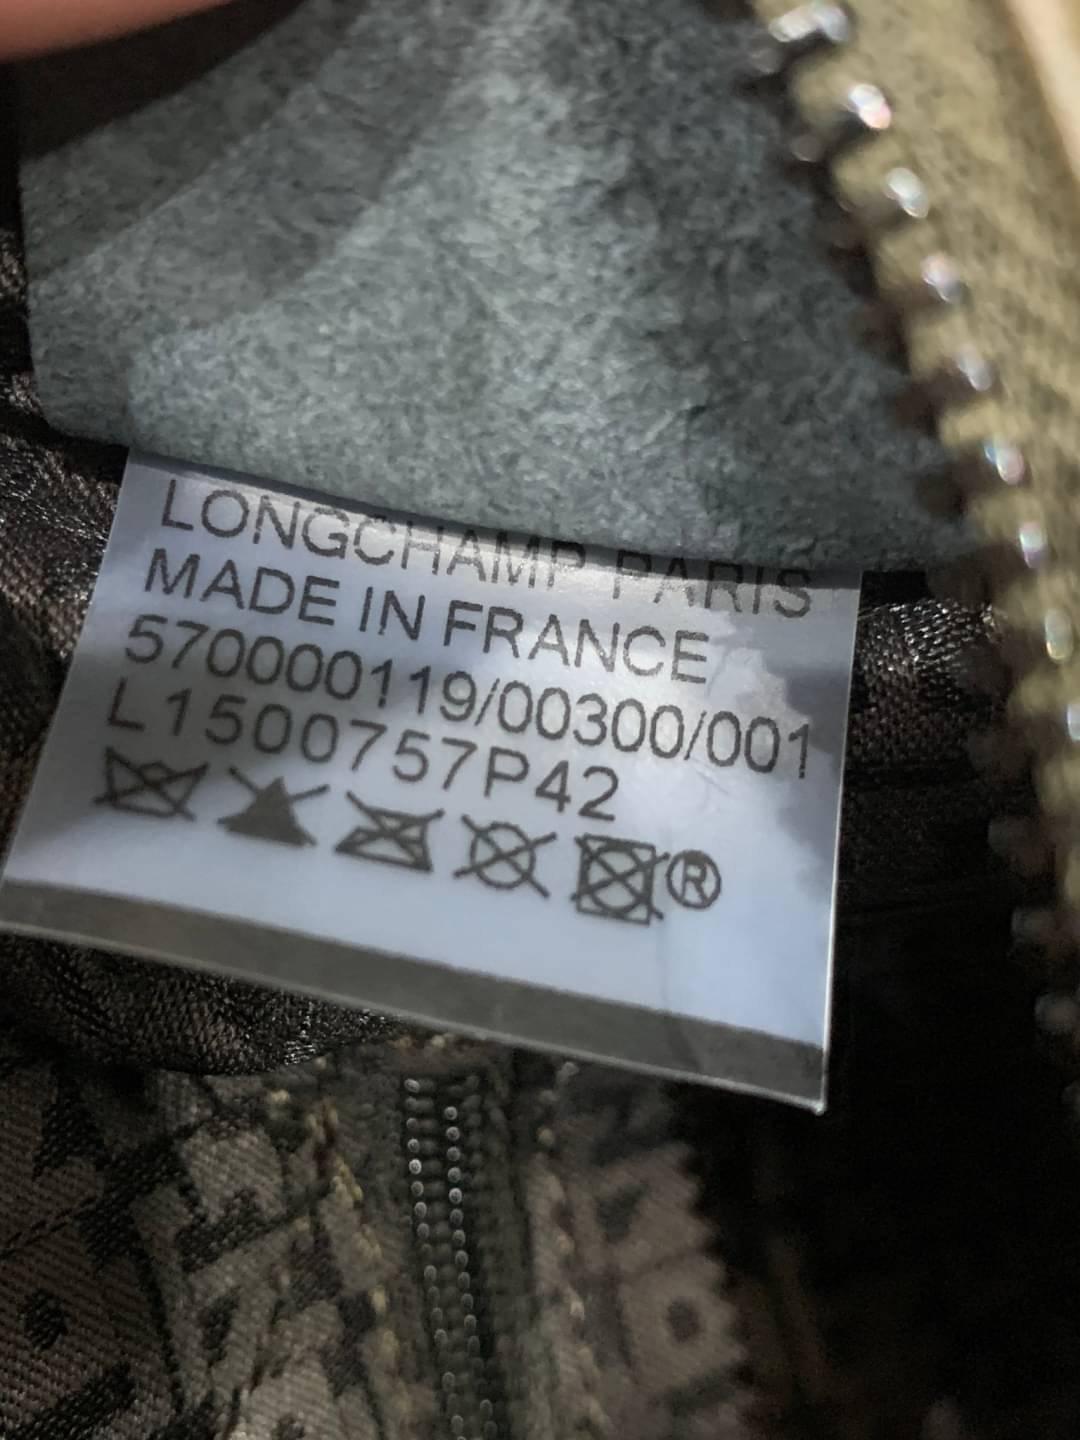 LONGCHAMP PARIS
MADE IN FRANCE
570000119/00300/001
L1500757P42
®